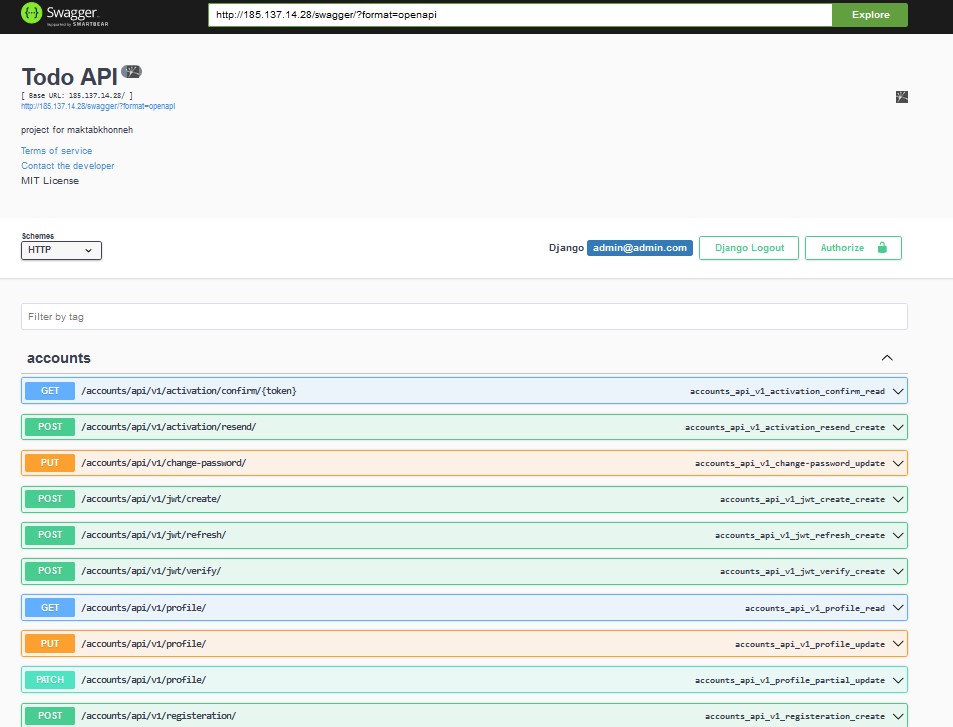 Swagger.
Supported by SMARTBEAR
http://185.137.14.28/swagger/?format=openapi
Explore
Todo API
[ Base URL: 185.137.14.28/ ]
http://185.137.14.28/swagger/?format=openapi
project for maktabkhonneh
Terms of service
Contact the developer
MIT License
Schemes
HTTP
Django admin@admin.com
Django Logout
Authorize
Filter by tag
accounts
GET /accounts/api/v1/activation/confirm/{token} accounts_api_v1_activation_confirm_read
POST /accounts/api/v1/activation/resend/ accounts_api_v1_activation_resend_create
PUT /accounts/api/v1/change-password/ accounts_api_v1_change-password_update
POST /accounts/api/v1/jwt/create/ accounts_api_v1_jwt_create_create
POST /accounts/api/v1/jwt/refresh/ accounts_api_v1_jwt_refresh_create
POST /accounts/api/v1/jwt/verify/ accounts_api_v1_jwt_verify_create
GET /accounts/api/v1/profile/ accounts_api_v1_profile_read
PUT /accounts/api/v1/profile/ accounts_api_v1_profile_update
PATCH /accounts/api/v1/profile/ accounts_api_v1_profile_partial_update
POST /accounts/api/v1/registeration/ accounts_api_v1_registeration_create